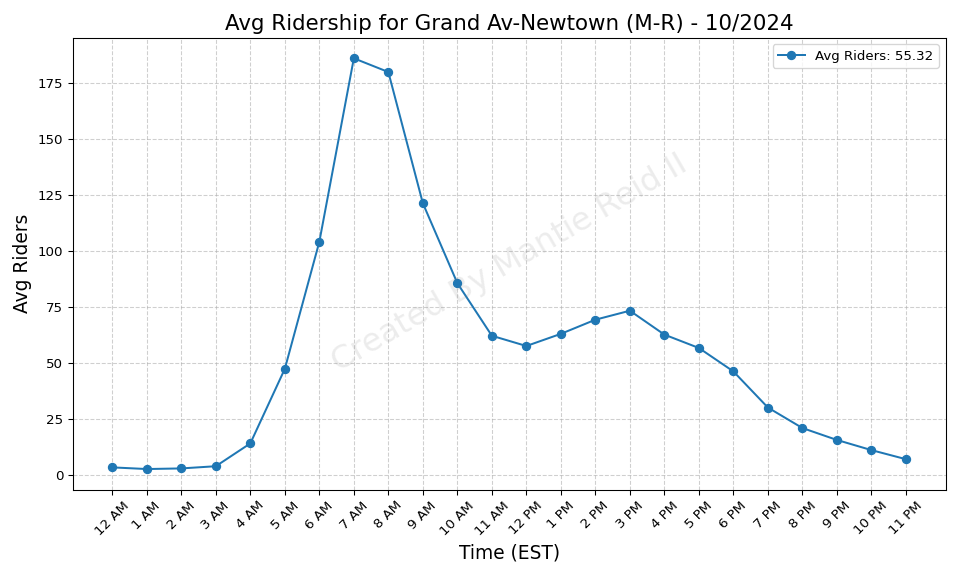 Avg Ridership for Grand Av-Newtown (M-R) - 10/2024
Avg Riders: 55.32
Avg Riders
175
150
125
100
75
50
25
0
Created By Mantie Reid II
12 AM
1 AM
2 AM
3 AM
4 AM
5 AM
6 AM
7 AM
8 AM
9 AM
10 AM
11 AM
12 PM
1 PM
2 PM
3 PM
4 PM
5 PM
6 PM
7 PM
8 PM
9 PM
10 PM
11 PM
Time (EST)